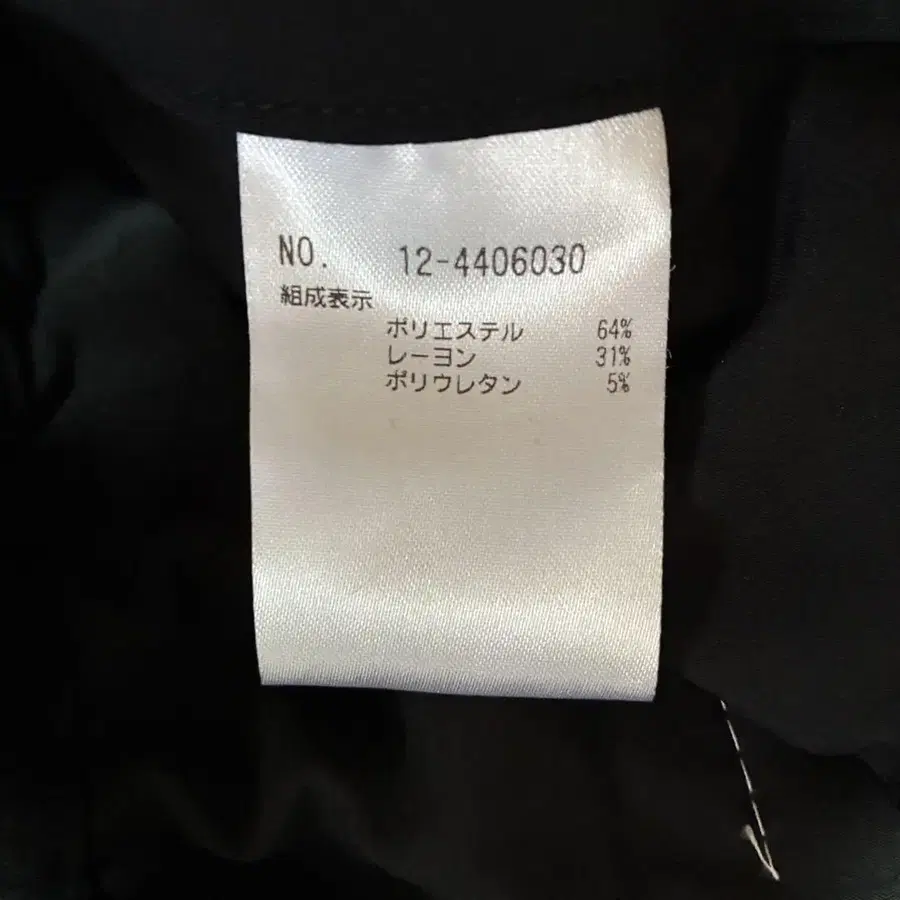 NO. 12-4406030
組成表示
ポリエステル 64%
レーヨン 31%
ポリウレタン 5%